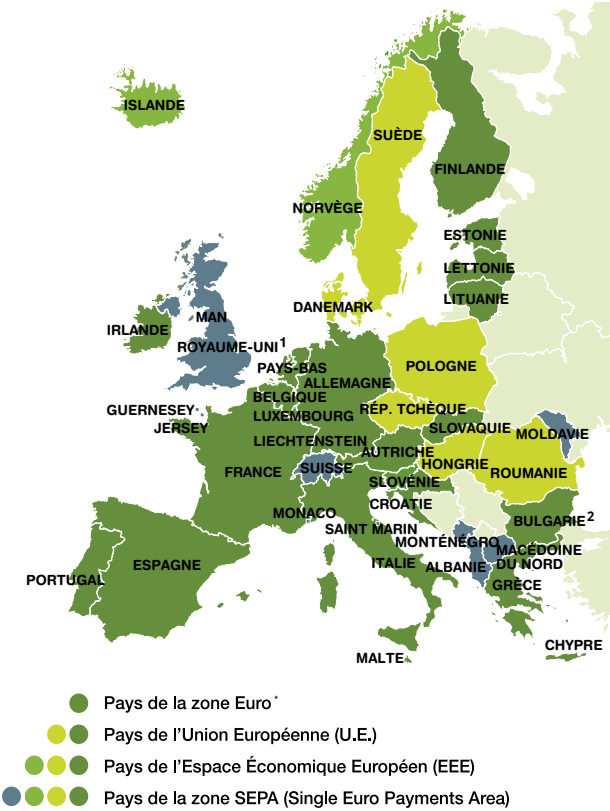 ISLANDE
SUÈDE
FINLANDE
NORVÈGE
ESTONIE
LETTONIE
LITUANIE
DANEMARK
MAN
IRLANDE
ROYAUME-UNI1
PAYS-BAS
POLOGNE
ALLEMAGNE
BELGIQUE
GUERNESEY
LUXEMBOURG
RÉP. TCHÈQUE
JERSEY
SLOVAQUIE
MOLDAVIE
LIECHTENSTEIN
AUTRICHE
FRANCE
SUISSE
HONGRIE
ROUMANIE
SLOVÉNIE
CROATIE
MONACO
BULGARIE2
SAINT MARIN
MONTÉNÉGRO
MACÉDOINE
DU NORD
ESPAGNE
ITALIE
ALBANIE
PORTUGAL
GRÈCE
CHYPRE
MALTE
Pays de la zone Euro*
Pays de l'Union Européenne (U.E.)
Pays de l'Espace Économique Européen (EEE)
Pays de la zone SEPA (Single Euro Payments Area)